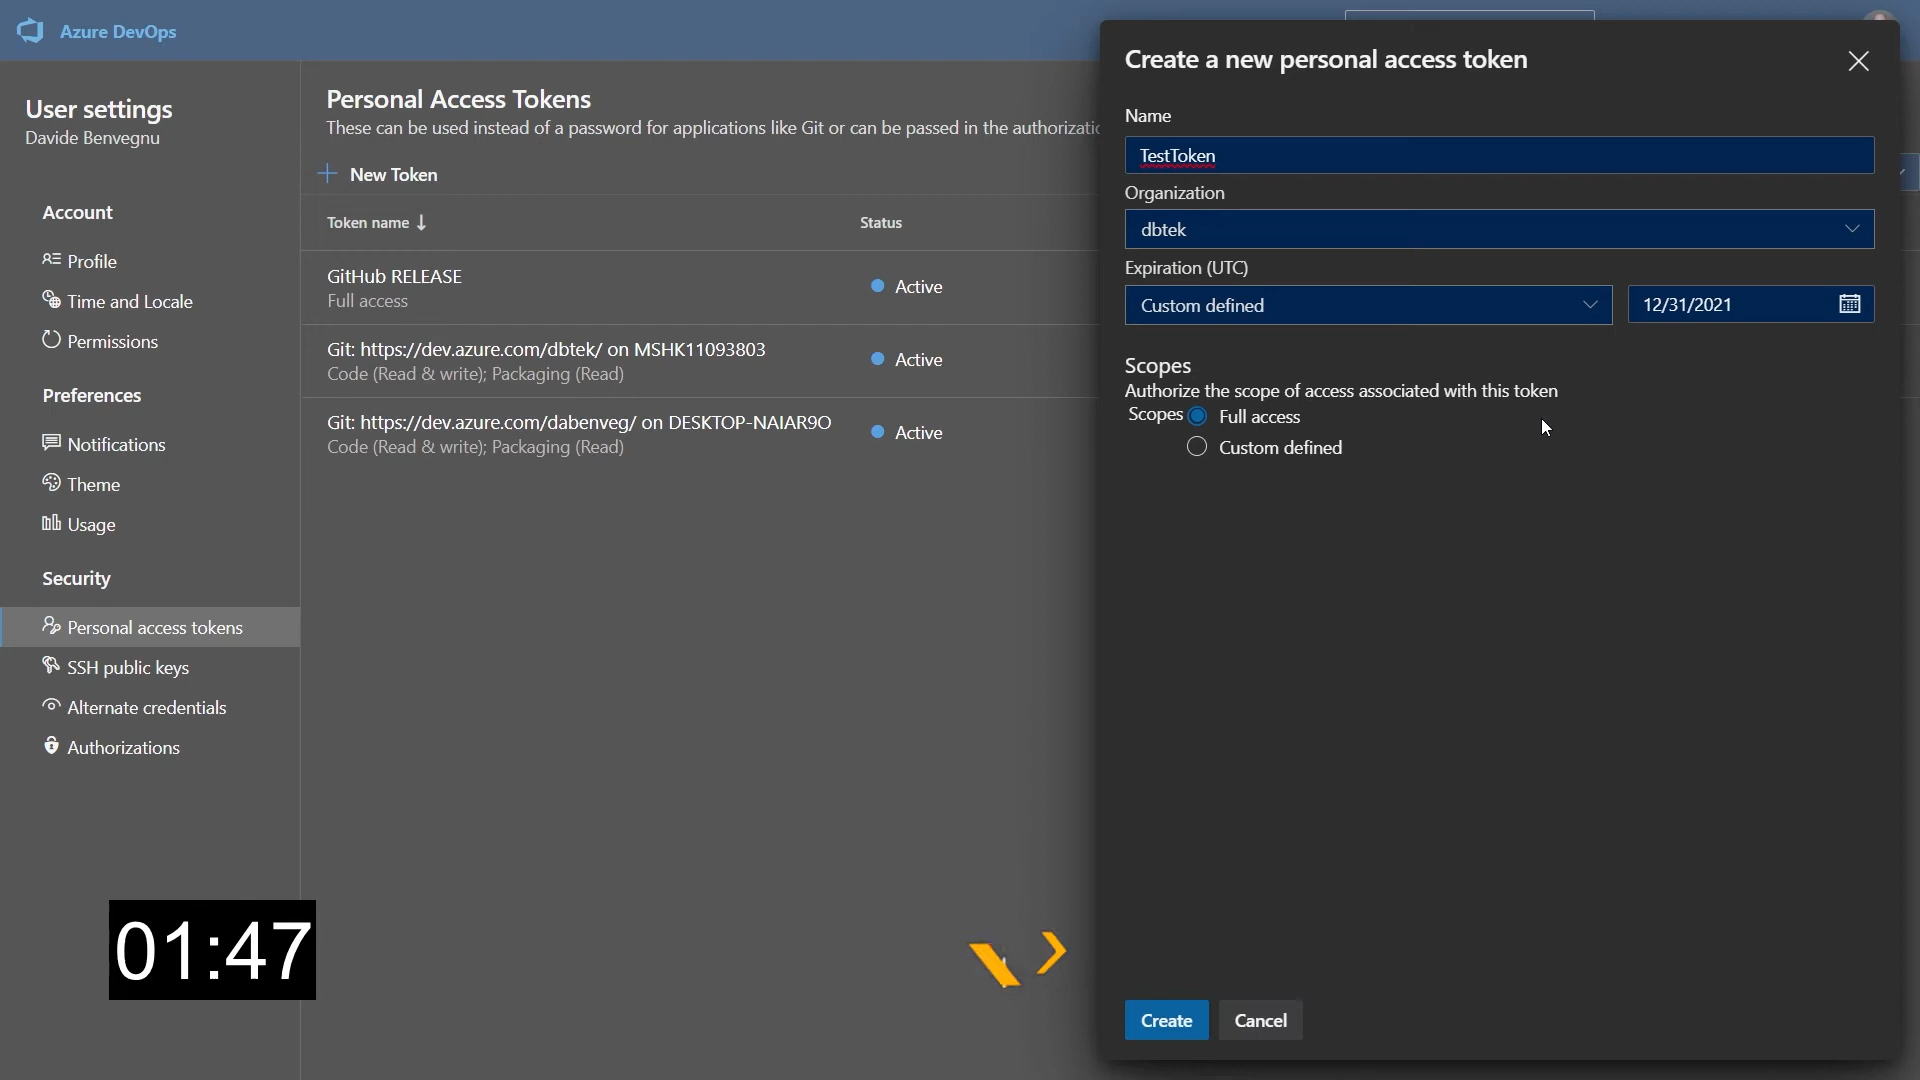 Azure DevOps
User settings
Davide Benvegnu
Account
Profile
Time and Locale
Permissions
Preferences
Notifications
Theme
Usage
Security
Personal access tokens
SSH public keys
Alternate credentials
Authorizations
Personal Access Tokens
These can be used instead of a password for applications like Git or can be passed in the
New Token
Token name
Status
GitHub RELEASE
Full access
Active
Git: https://dev.azure.com/dbtek/ on MSHK11093803
Code (Read & write); Packaging (Read)
Active
Git: https://dev.azure.com/dabenveg/ on DESKTOP-NAIAR9O
Code (Read & write); Packaging (Read)
Active
Create a new personal access token
Name
TestToken
Organization
dbtek
Expiration (UTC)
Custom defined
12/31/2021
Scopes
Authorize the scope of access associated with this token
Scopes Full access
Custom defined
Create
Cancel
01:47